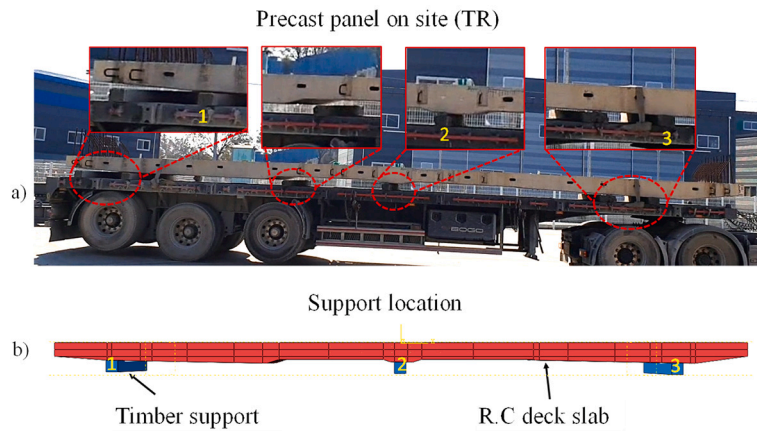 Precast panel on site (TR)
1
2
3
a)
Support location
b)
1
2
3
Timber support
R.C deck slab